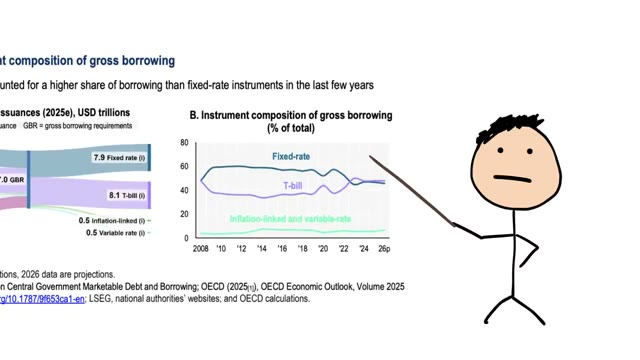 nt composition of gross borrowing
unted for a higher share of borrowing than fixed-rate instruments in the last few years
ssuances (2025e), USD trillions
uance GBR = gross borrowing requirements
7.9 Fixed rate (i)
7.0 GBR
8.1 T-bill (i)
0.5 Inflation-linked (i)
0.5 Variable rate (i)
B. Instrument composition of gross borrowing
(% of total)
80
60
40
20
0
Fixed-rate
T-bill
Inflation-linked and variable-rate
2008 '10 '12 '14 '16 '18 '20 '22 '24 26p
tions, 2026 data are projections.
n Central Government Marketable Debt and Borrowing; OECD (2025[1]), OECD Economic Outlook, Volume 2025
rg/10.1787/9f653ca1-en; LSEG, national authorities' websites; and OECD calculations.